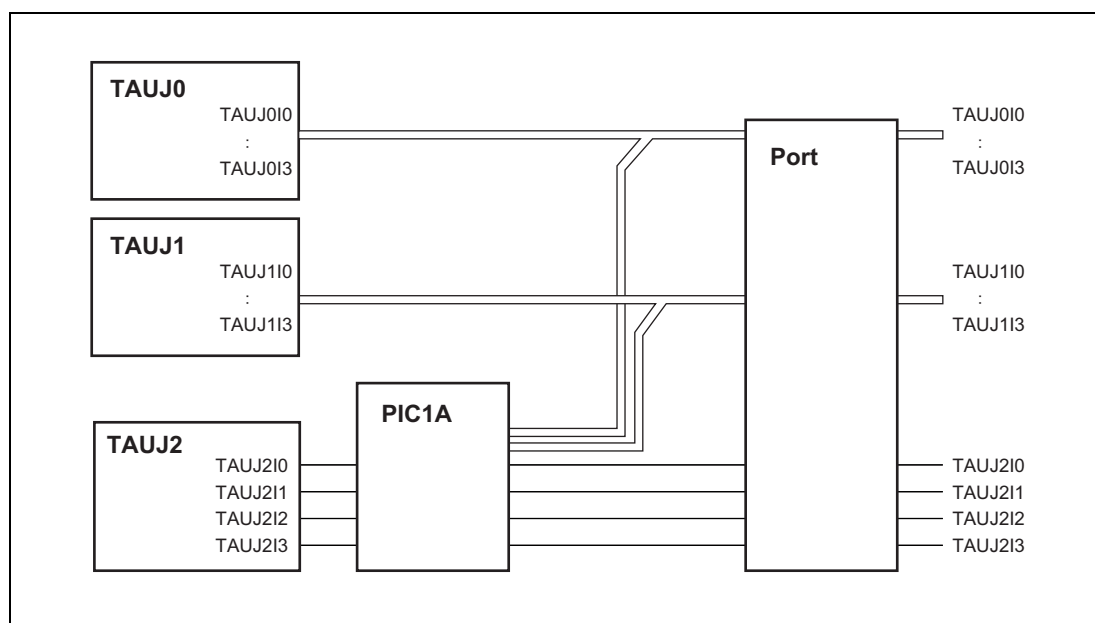 TAUJ0
TAUJ0I0
:
TAUJ0I3
TAUJ1
TAUJ1I0
:
TAUJ1I3
TAUJ2
TAUJ2I0
TAUJ2I1
TAUJ2I2
TAUJ2I3
PIC1A
Port
TAUJ0I0
:
TAUJ0I3
TAUJ1I0
:
TAUJ1I3
TAUJ2I0
TAUJ2I1
TAUJ2I2
TAUJ2I3